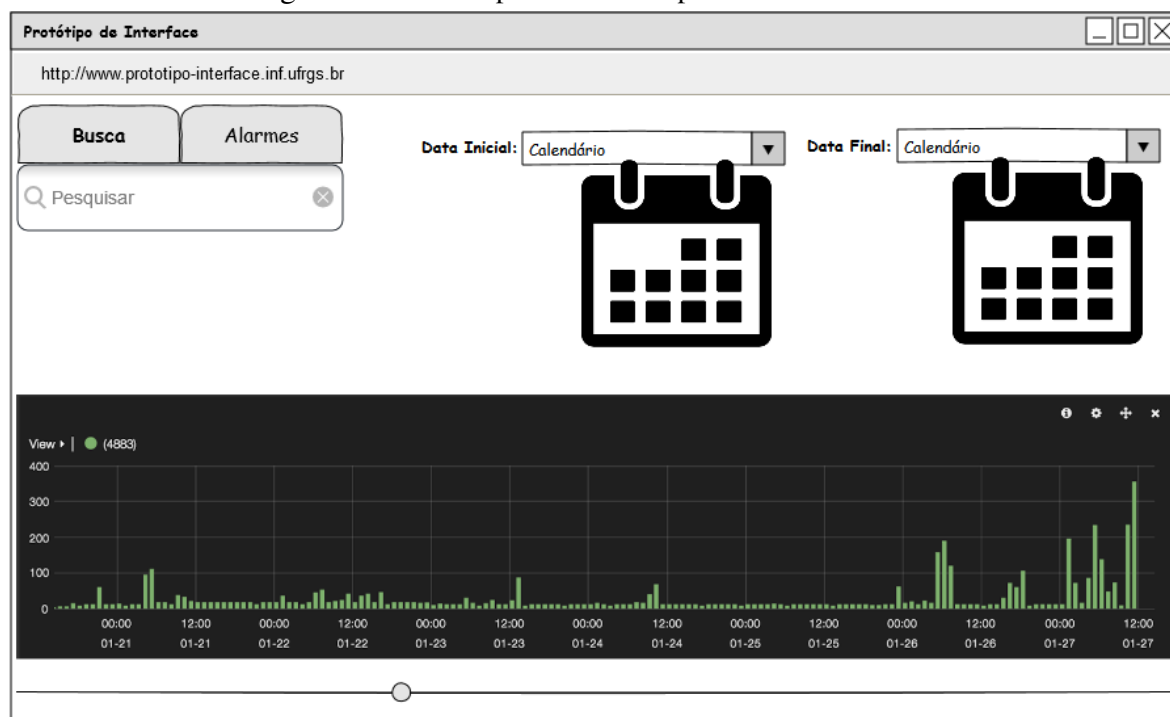 Protótipo de Interface
http://www.prototipo-interface.inf.ufrgs.br
Busca Alarmes
Pesquisar
Data Inicial: Calendário
Data Final: Calendário
View (4883)
400
300
200
100
0
00:00 12:00 00:00 12:00 00:00 12:00 00:00 12:00 00:00 12:00 00:00 12:00 00:00 12:00
01-21 01-21 01-22 01-22 01-23 01-23 01-24 01-24 01-25 01-25 01-26 01-26 01-27 01-27